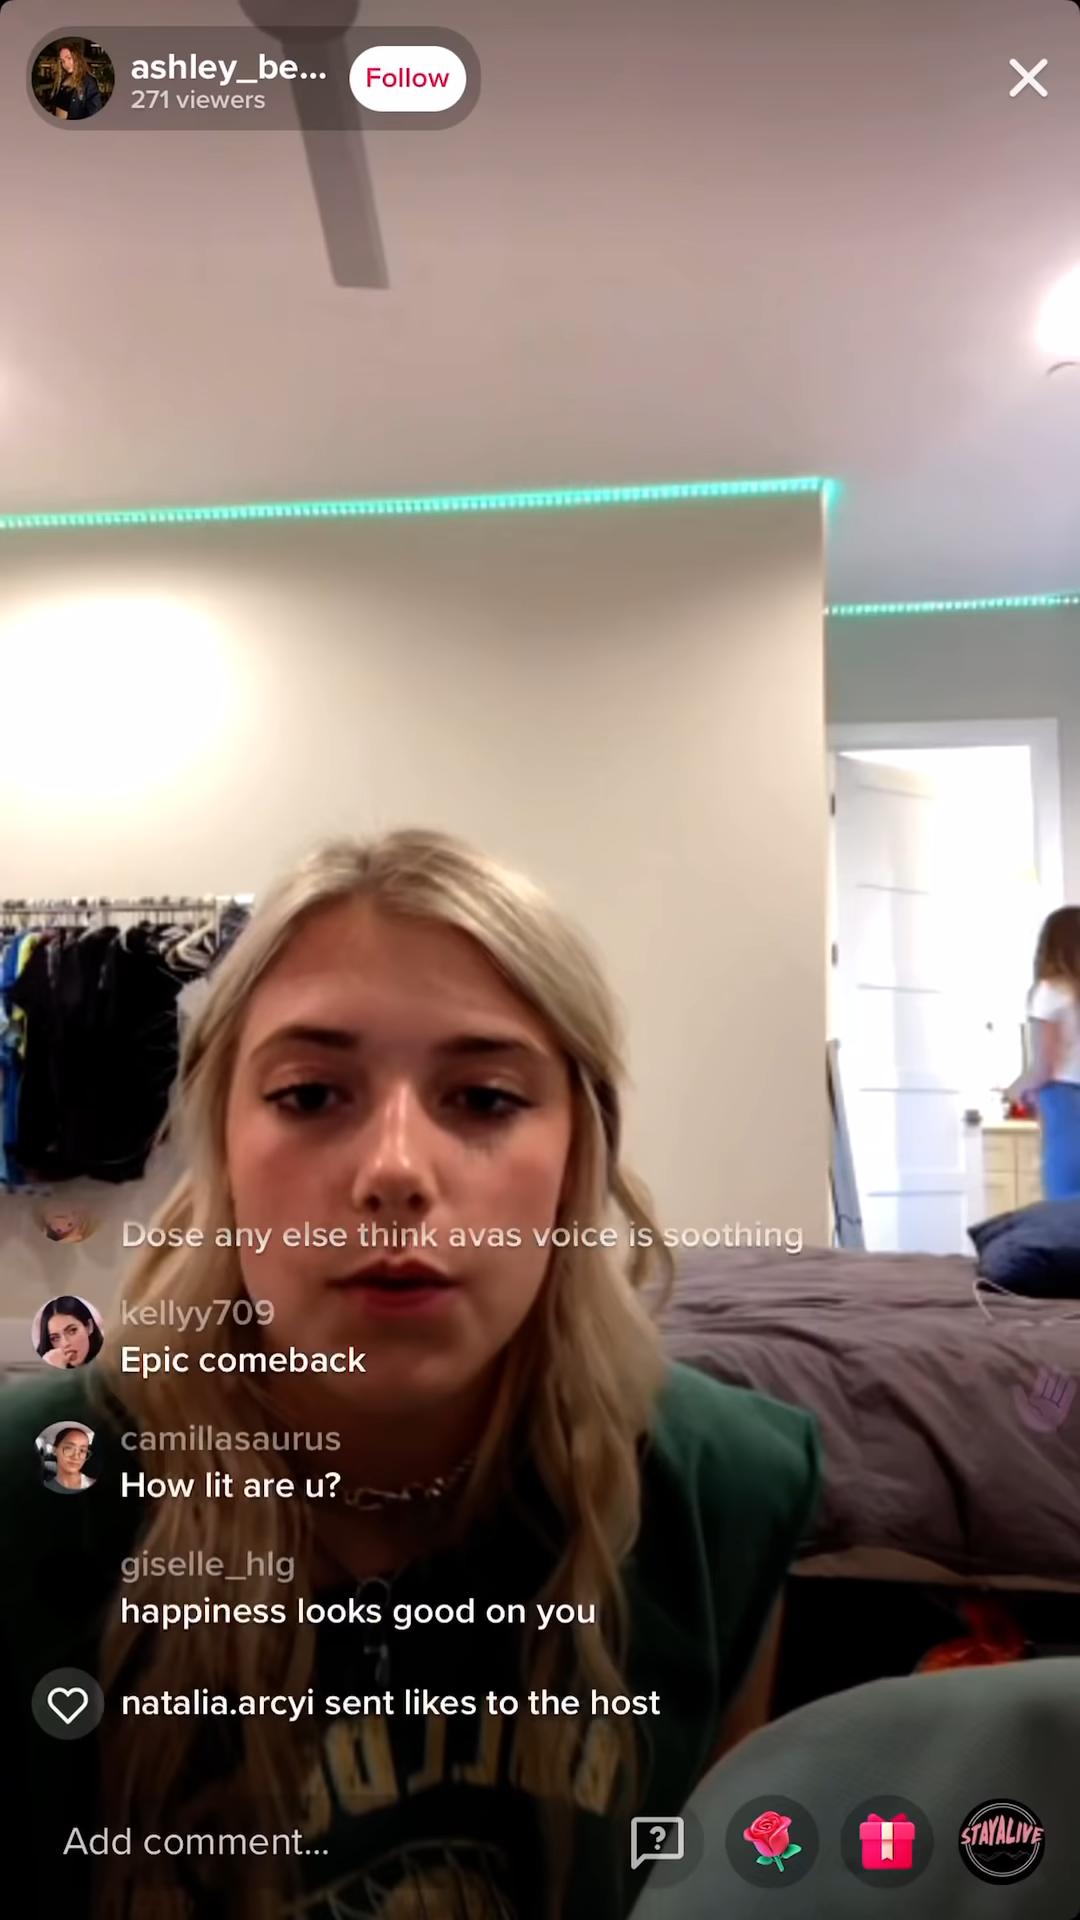 ashley_be...
271 viewers
Follow
Dose any else think avas voice is soothing
kellyy709
Epic comeback
camillasaurus
How lit are u?
giselle_hlg
happiness looks good on you
natalia.arcyi sent likes to the host
Add comment...
?
STAYALIVE